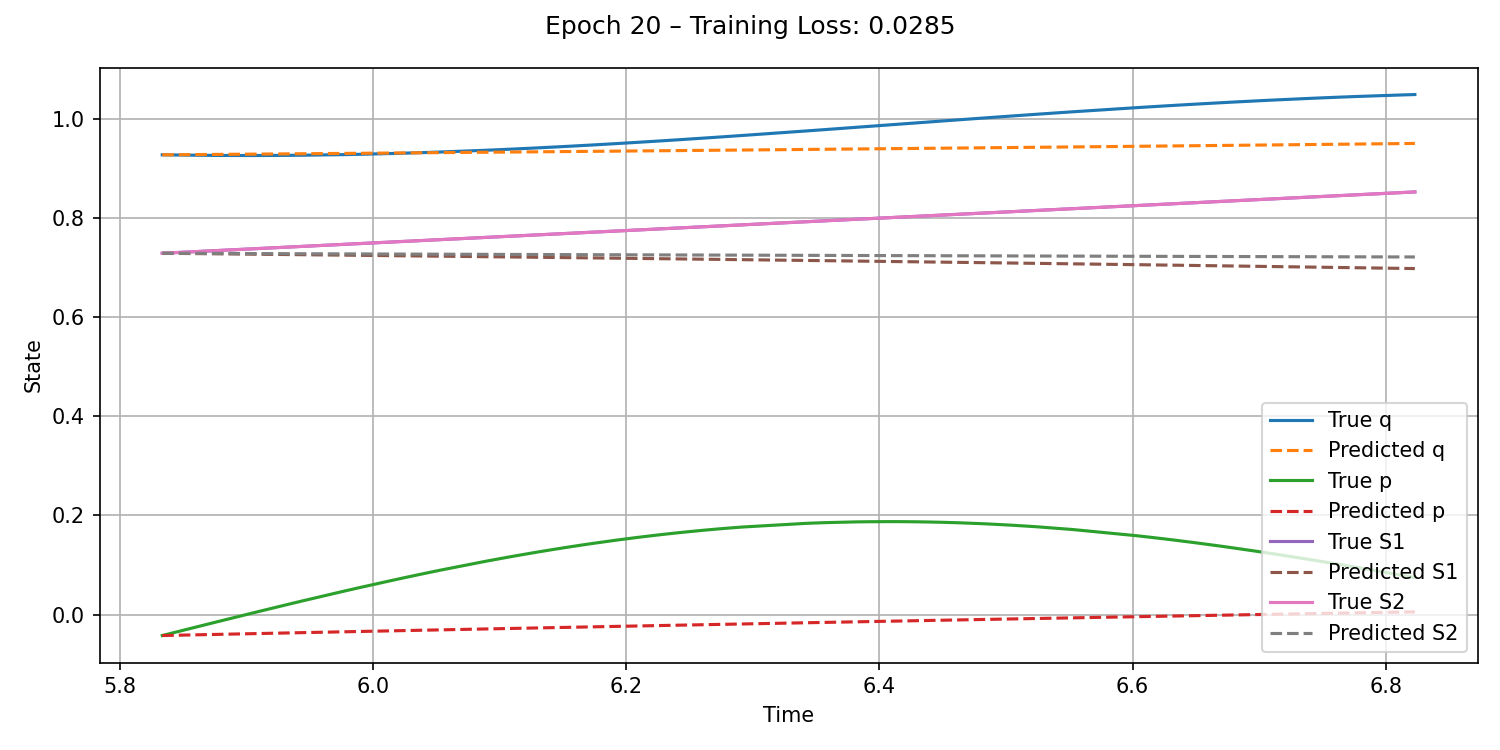 Epoch 20 – Training Loss: 0.0285
1.0
0.8
0.6
0.4
0.2
0.0
State
5.8 6.0 6.2 6.4 6.6 6.8
Time
True q
Predicted q
True p
Predicted p
True S1
Predicted S1
True S2
Predicted S2